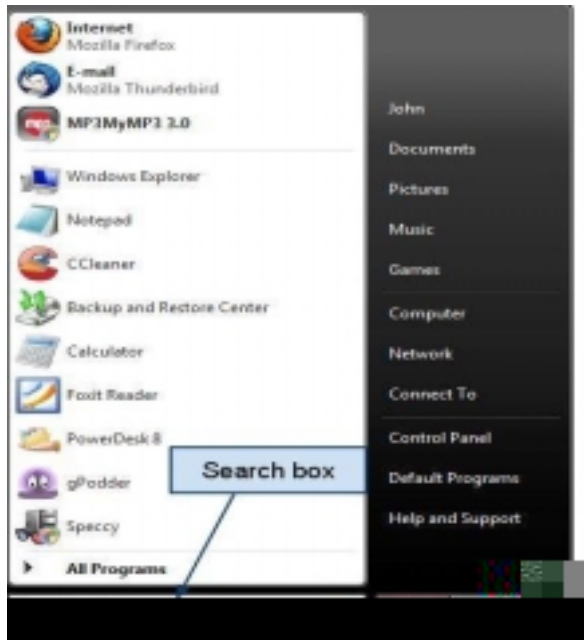 Internet
Mozilla Firefox
E-mail
Mozilla Thunderbird
MP3MyMP3 3.0
Windows Explorer
Notepad
CCleaner
Backup and Restore Center
Calculator
Foxit Reader
PowerDesk 8
gPodder
Speccy
All Programs
Search box
John
Documents
Pictures
Music
Games
Computer
Network
Connect To
Control Panel
Default Programs
Help and Support